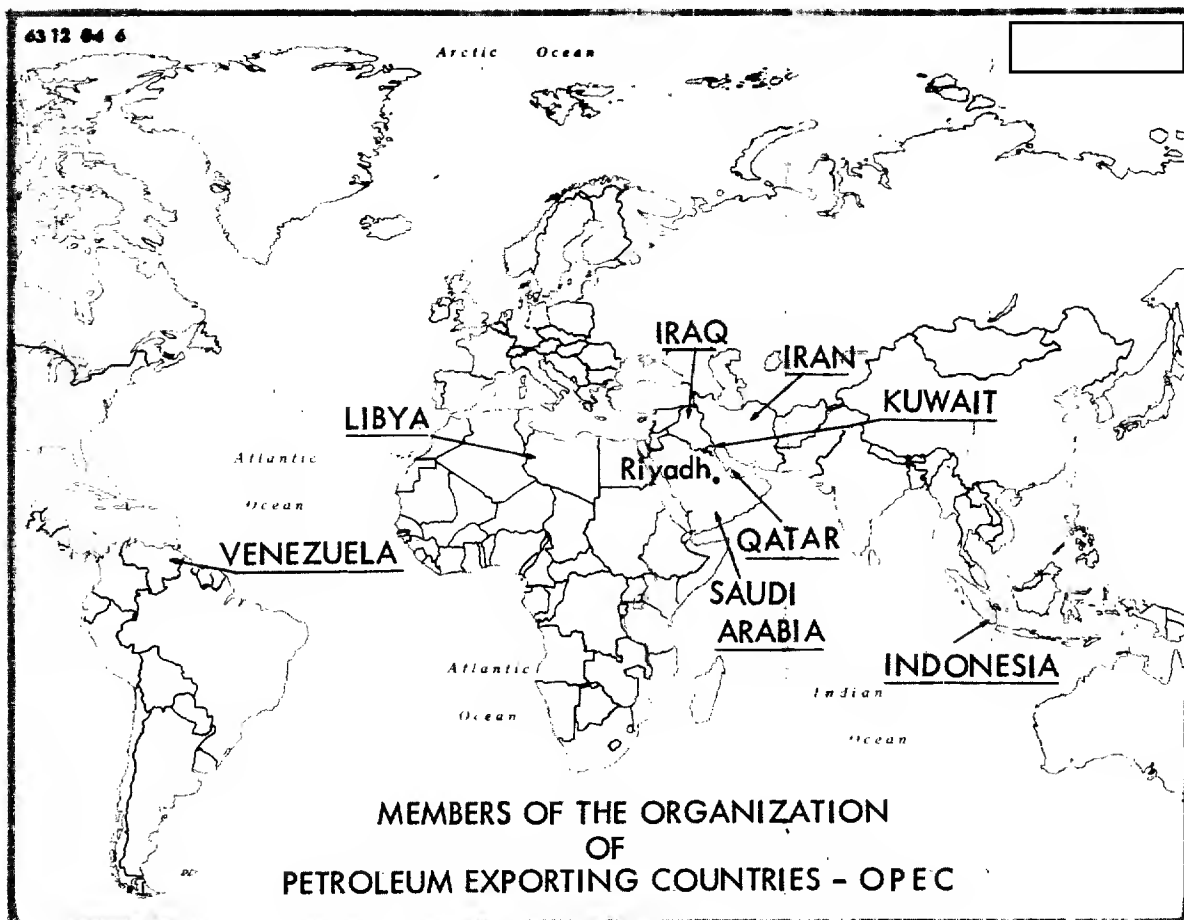 63 12 84 6
Arctic Ocean
IRAQ
IRAN
KUWAIT
LIBYA
Riyadh
Atlantic
Ocean
QATAR
VENEZUELA
SAUDI
ARABIA
INDONESIA
Atlantic
Ocean
Indian
Ocean
MEMBERS OF THE ORGANIZATION
OF
PETROLEUM EXPORTING COUNTRIES - OPEC